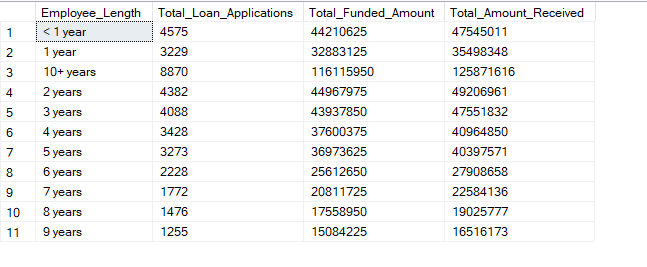 Employee_Length Total_Loan_Applications Total_Funded_Amount Total_Amount_Received
1 < 1 year 4575 44210625 47545011
2 1 year 3229 32883125 35498348
3 10+ years 8870 116115950 125871616
4 2 years 4382 44967975 49206961
5 3 years 4088 43937850 47551832
6 4 years 3428 37600375 40964850
7 5 years 3273 36973625 40397571
8 6 years 2228 25612650 27908658
9 7 years 1772 20811725 22584136
10 8 years 1476 17558950 19025777
11 9 years 1255 15084225 16516173